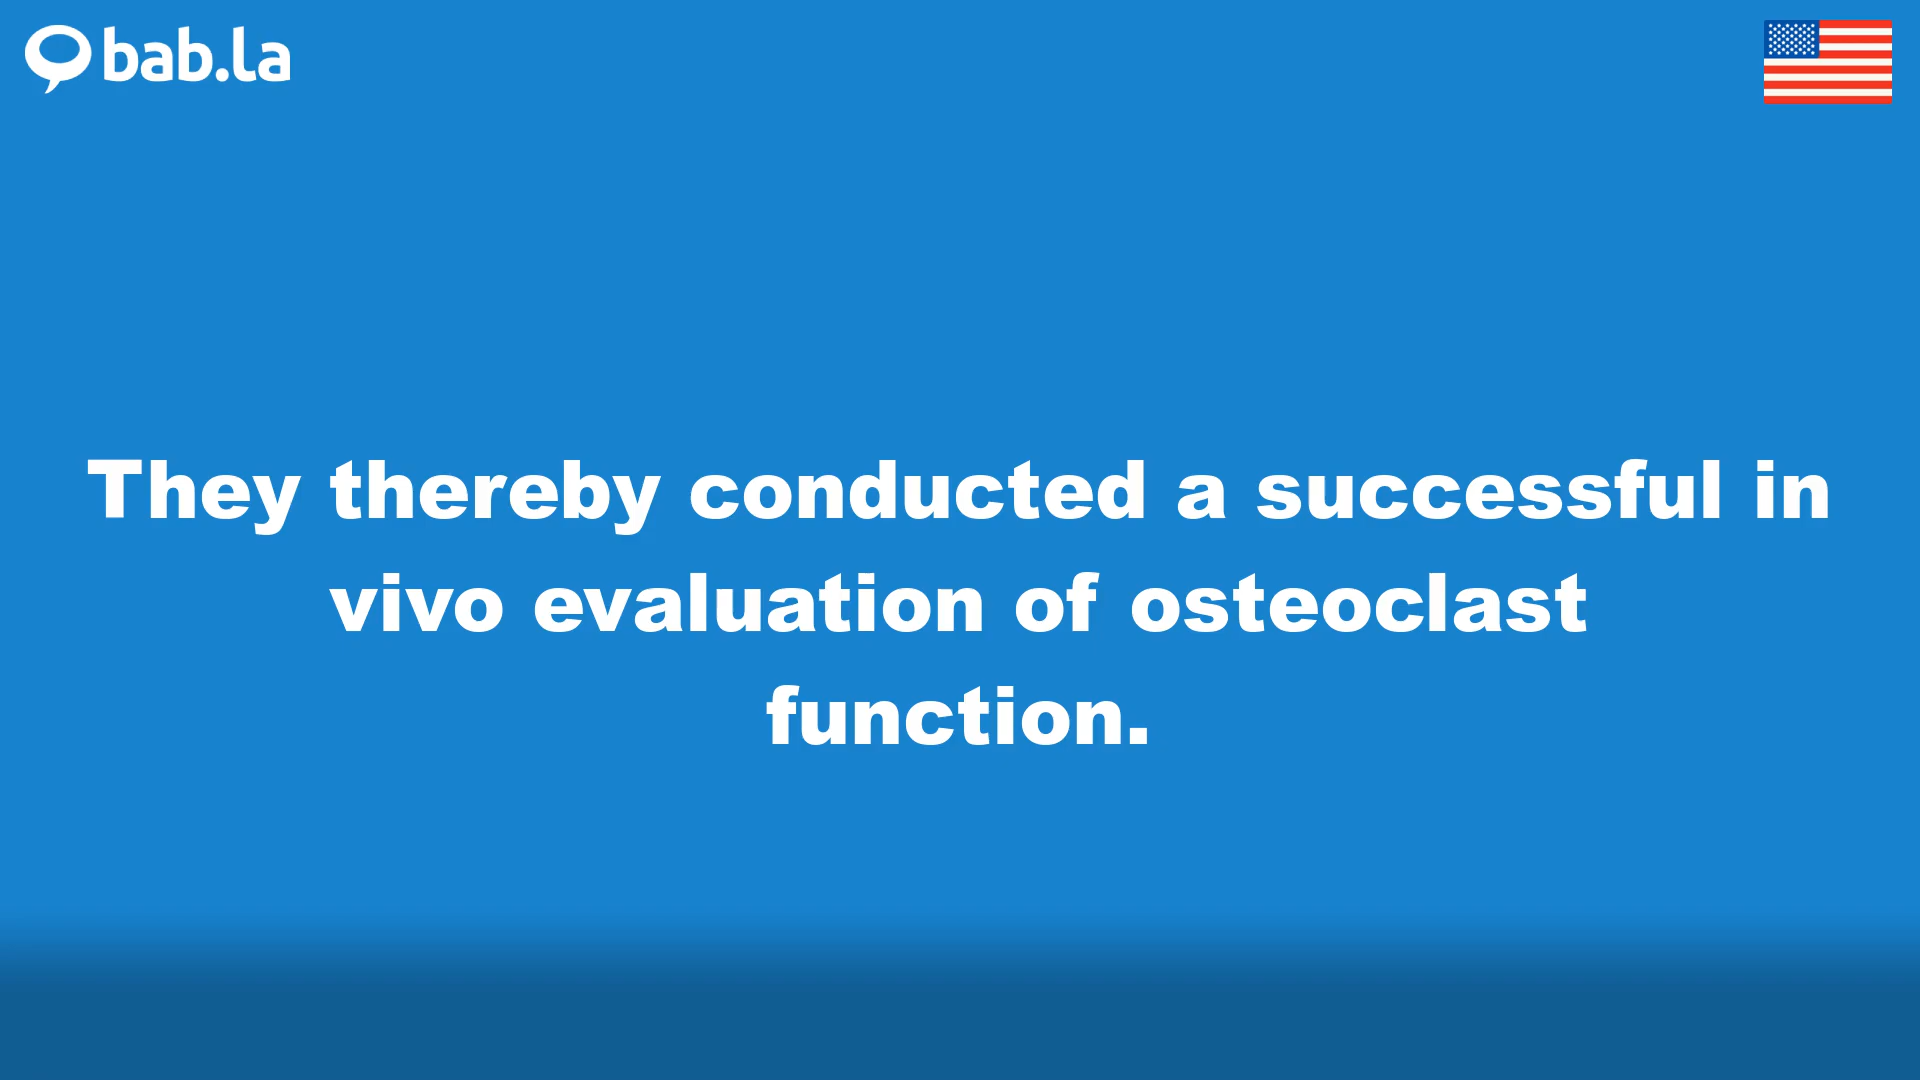 bab.la
They thereby conducted a successful in
vivo evaluation of osteoclast
function.